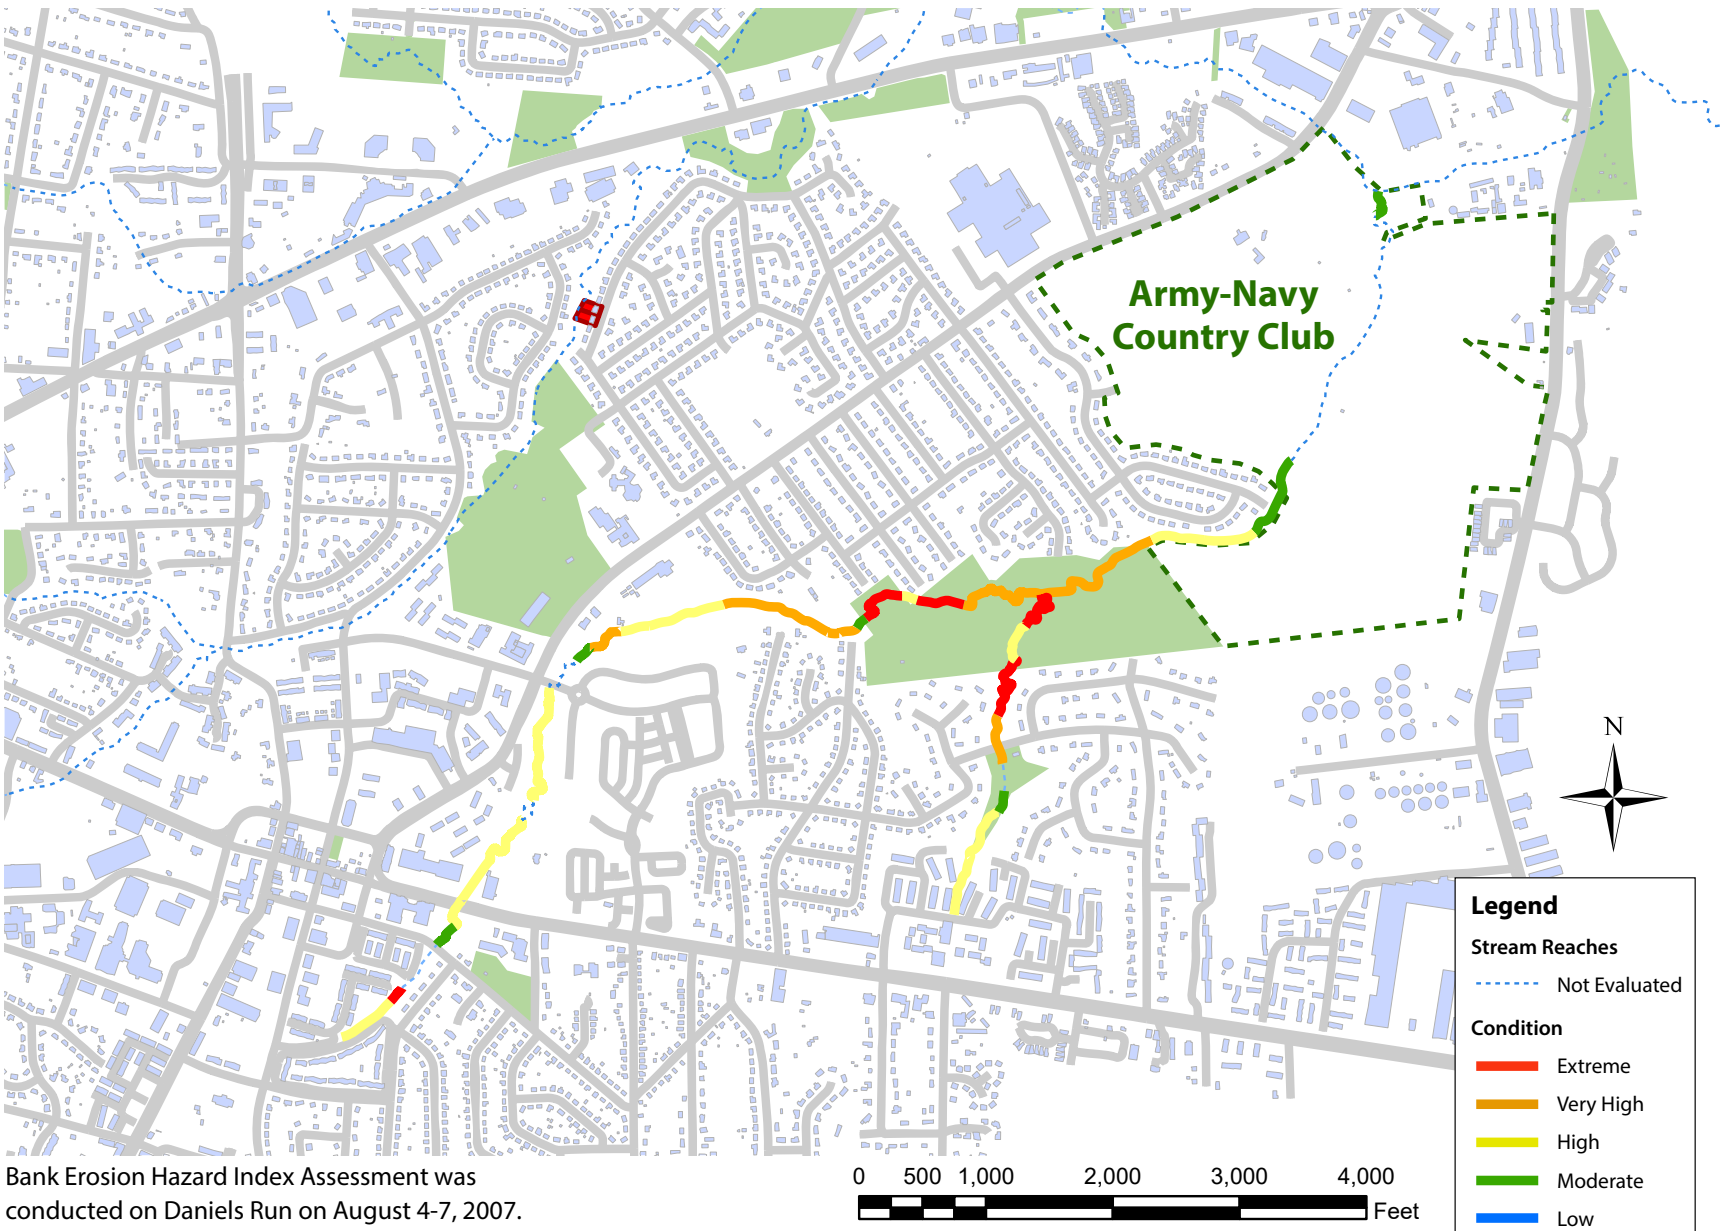 Army-Navy
Country Club
N
Legend
Stream Reaches
Not Evaluated
Condition
Extreme
Very High
High
Moderate
Low
Bank Erosion Hazard Index Assessment was
conducted on Daniels Run on August 4-7, 2007.
0 500 1,000 2,000 3,000 4,000
Feet